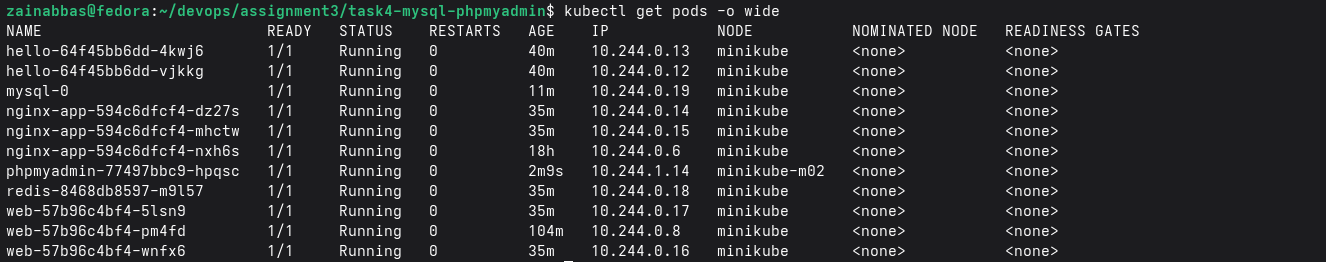 zainabbas@fedora:~/devops/assignment3/task4-mysql-phpmyadmin$ kubectl get pods -o wide
NAME READY STATUS RESTARTS AGE IP NODE NOMINATED NODE READINESS GATES
hello-64f45bb6dd-4kwj6 1/1 Running 0 40m 10.244.0.13 minikube <none> <none>
hello-64f45bb6dd-vjkkg 1/1 Running 0 40m 10.244.0.12 minikube <none> <none>
mysql-0 1/1 Running 0 11m 10.244.0.19 minikube <none> <none>
nginx-app-594c6dfcf4-dz27s 1/1 Running 0 35m 10.244.0.14 minikube <none> <none>
nginx-app-594c6dfcf4-mhctw 1/1 Running 0 35m 10.244.0.15 minikube <none> <none>
nginx-app-594c6dfcf4-nxh6s 1/1 Running 0 18h 10.244.0.6 minikube <none> <none>
phpmyadmin-77497bbc9-hpqsc 1/1 Running 0 2m9s 10.244.1.14 minikube-m02 <none> <none>
redis-8468db8597-m9l57 1/1 Running 0 35m 10.244.0.18 minikube <none> <none>
web-57b96c4bf4-5lsn9 1/1 Running 0 35m 10.244.0.17 minikube <none> <none>
web-57b96c4bf4-pm4fd 1/1 Running 0 104m 10.244.0.8 minikube <none> <none>
web-57b96c4bf4-wnfx6 1/1 Running 0 35m 10.244.0.16 minikube <none> <none>